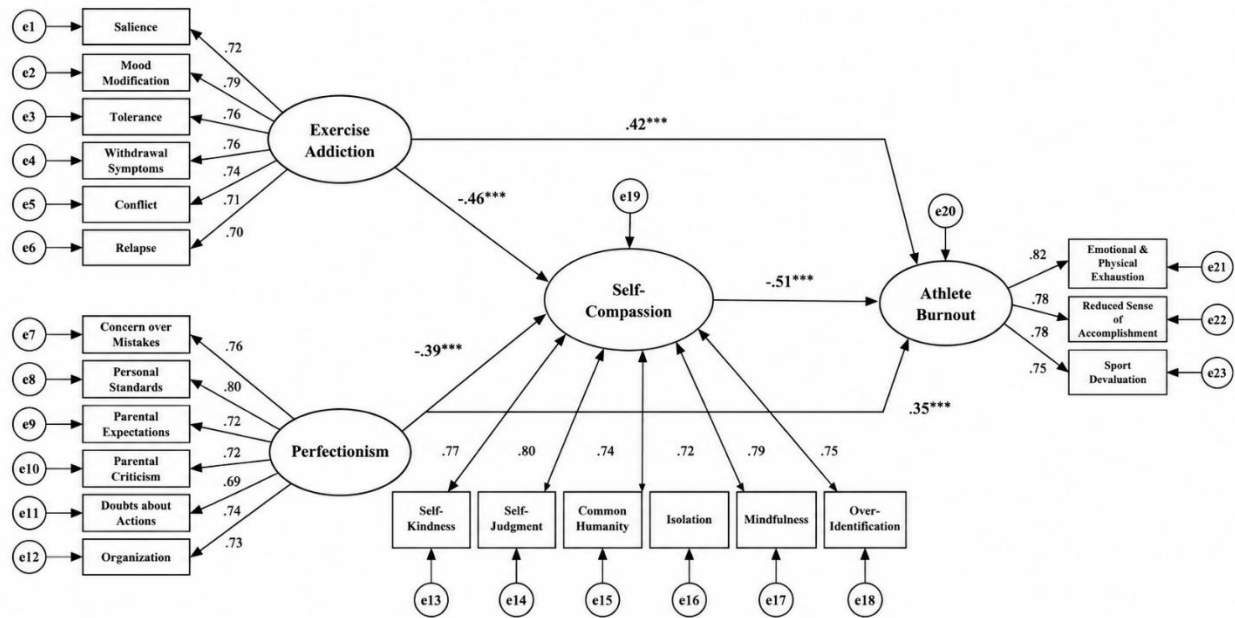 e1
Salience
.72
e2
Mood
Modification
.79
e3
Tolerance
.76
e4
Withdrawal
Symptoms
.76
e5
Conflict
.74
.71
e6
Relapse
.70
Exercise
Addiction
.42***
-.46***
e19
e20
Self-
Compassion
-.51***
Athlete
Burnout
.82
Emotional &
Physical
Exhaustion
e21
.78
Reduced Sense
of
Accomplishment
e22
.78
.75
Sport
Devaluation
e23
e7
Concern over
Mistakes
.76
e8
Personal
Standards
.80
e9
Parental
Expectations
.72
e10
Parental
Criticism
.72
.69
e11
Doubts about
Actions
.74
e12
Organization
.73
Perfectionism
-.39***
.35***
.77
.80
.74
.72
.79
.75
Self-
Kindness
Self-
Judgment
Common
Humanity
Isolation
Mindfulness
Over-
Identification
e13
e14
e15
e16
e17
e18